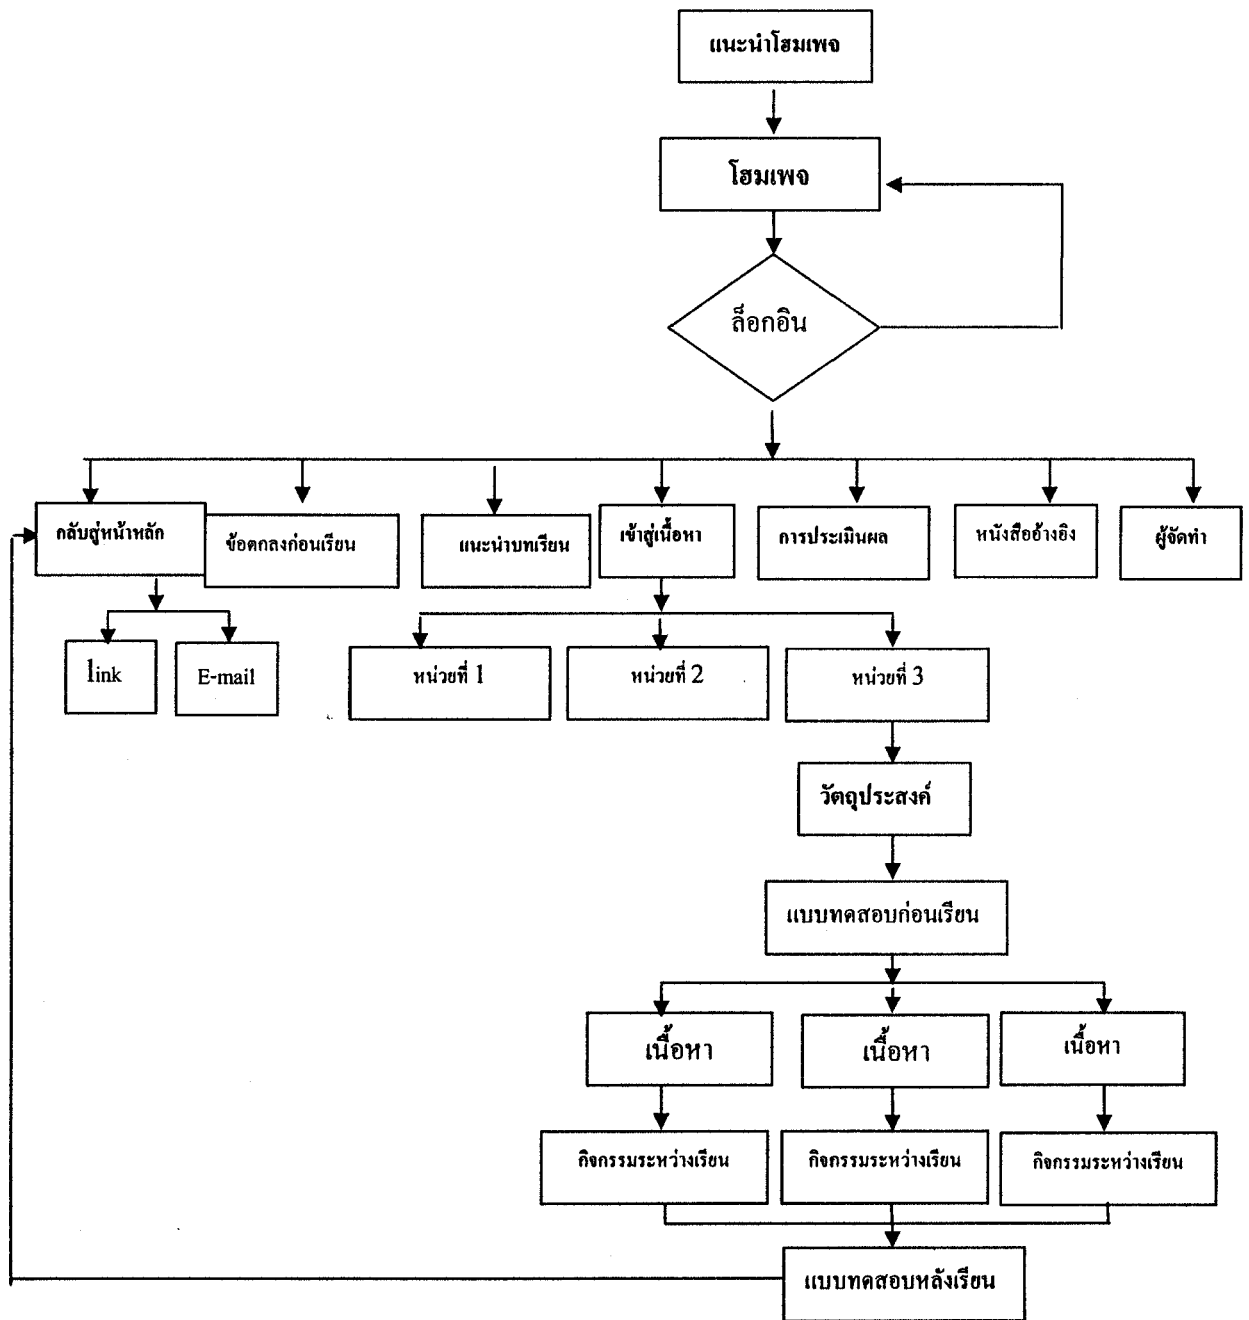 แนะนำโฮมเพจ
โฮมเพจ
ล็อกอิน
กลับสู่หน้าหลัก
ข้อตกลงก่อนเรียน
แนะนำบทเรียน
เข้าสู่เนื้อหา
การประเมินผล
หนังสืออ้างอิง
ผู้จัดทำ
link
E-mail
หน่วยที่ 1
หน่วยที่ 2
หน่วยที่ 3
วัตถุประสงค์
แบบทดสอบก่อนเรียน
เนื้อหา
เนื้อหา
เนื้อหา
กิจกรรมระหว่างเรียน
กิจกรรมระหว่างเรียน
กิจกรรมระหว่างเรียน
แบบทดสอบหลังเรียน